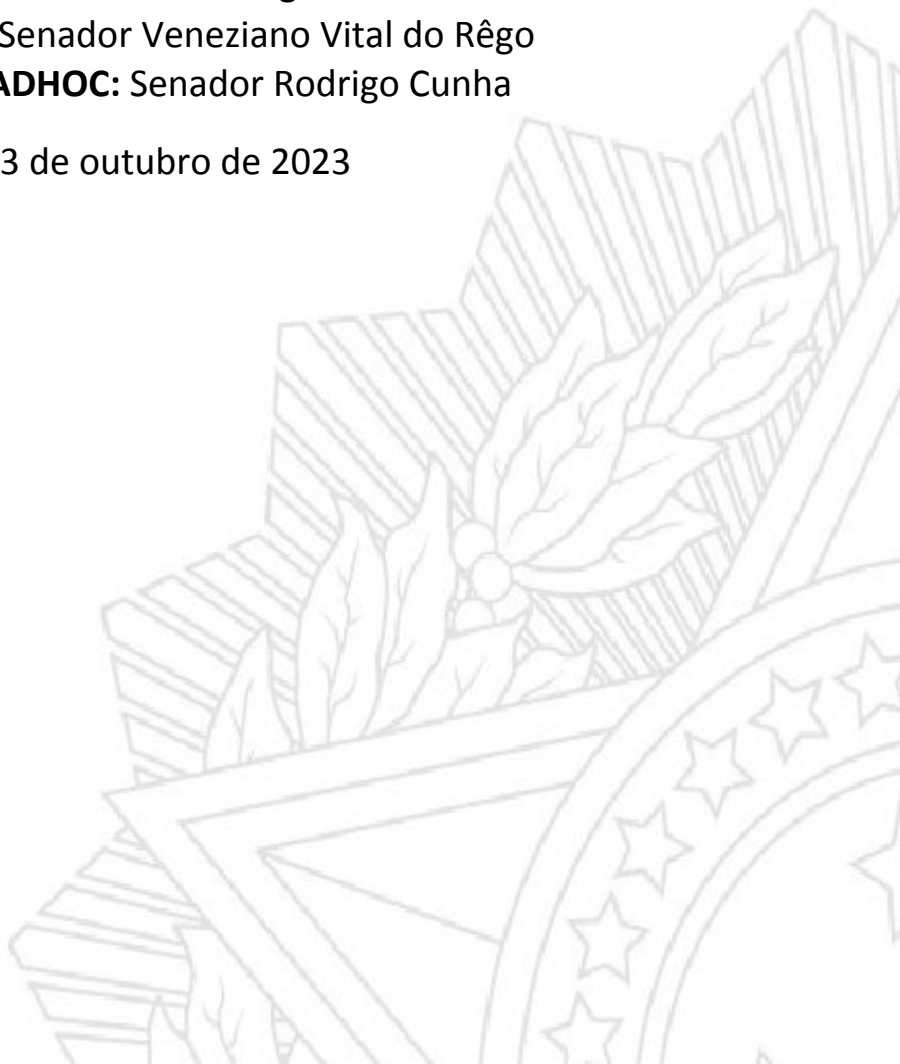 Senador Veneziano Vital do Rêgo
ADHOC: Senador Rodrigo Cunha
3 de outubro de 2023